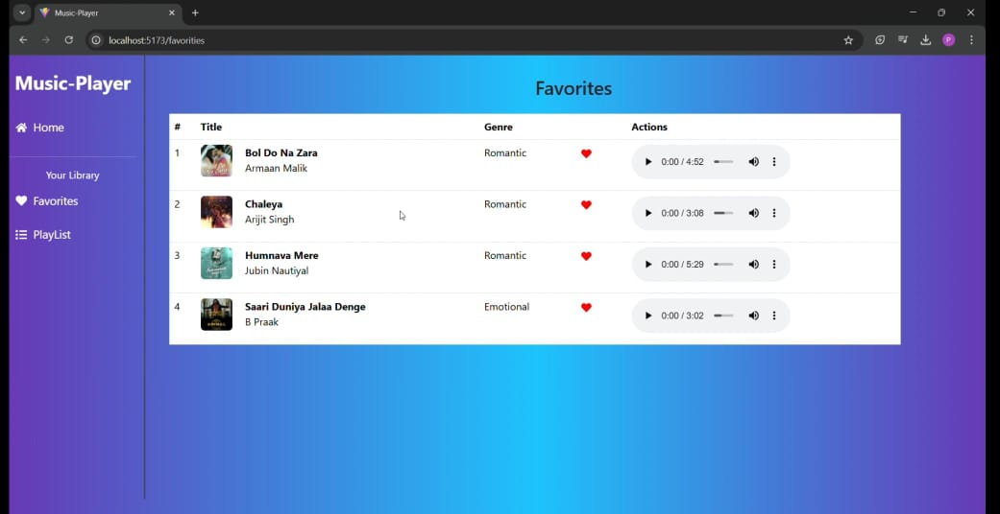 Music-Player
localhost:5173/favorities
P
Music-Player
Home
Your Library
Favorites
PlayList
Favorites
# Title Genre Actions
1 Bol Do Na Zara Romantic 0:00 / 4:52
Armaan Malik
2 Chaleya Romantic 0:00 / 3:08
Arijit Singh
3 Humnava Mere Romantic 0:00 / 5:29
Jubin Nautiyal
4 Saari Duniya Jalaa Denge Emotional 0:00 / 3:02
B Praak